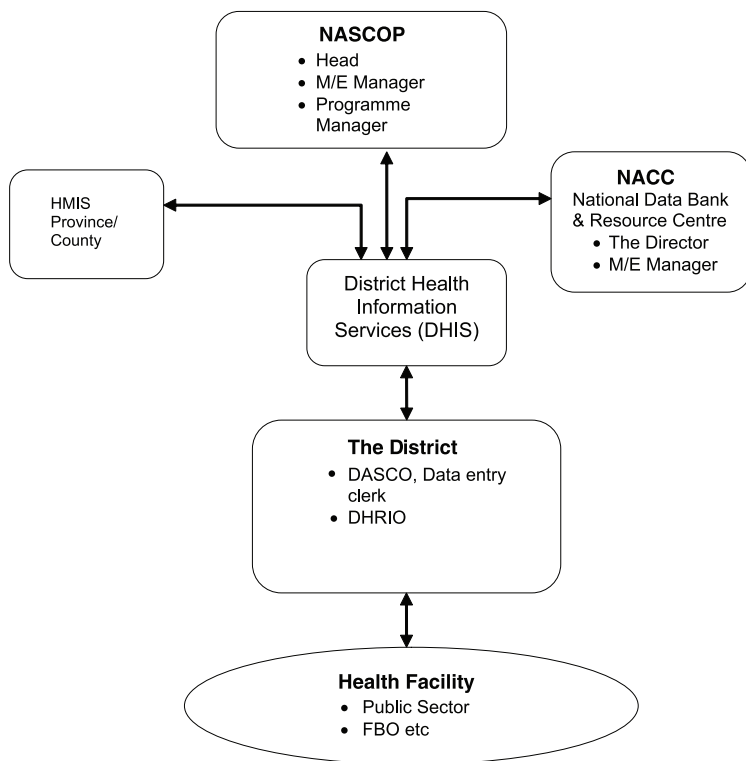 NASCOP
• Head
• M/E Manager
• Programme
Manager
HMIS
Province/
County
NACC
National Data Bank
& Resource Centre
• The Director
• M/E Manager
District Health
Information
Services (DHIS)
The District
• DASCO, Data entry
clerk
• DHRIO
Health Facility
• Public Sector
• FBO etc